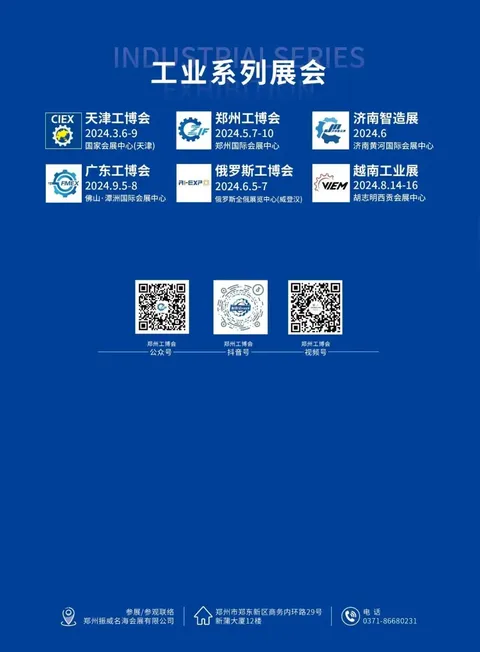 INDUSTRIAL SERIES
工业系列展会
EXHIBITION
CIEX
天津工博会
2024.3.6-9
国家会展中心(天津)
ZIF
郑州工博会
2024.5.7-10
郑州国际会展中心
济南智造展
2024.6
济南黄河国际会展中心
FMEX
广东工博会
2024.9.5-8
佛山·潭洲国际会展中心
RI-EXPO
俄罗斯工博会
2024.6.5-7
俄罗斯全俄展览中心(威登汉)
VIEM
越南工业展
2024.8.14-16
胡志明西贡会展中心
郑州工博会
公众号
郑州工博会
抖音号
郑州工博会
视频号
参展/参观联络
郑州振威名海会展有限公司
郑州市郑东新区商务内环路29号
新蒲大厦12楼
电 话
0371-86680231